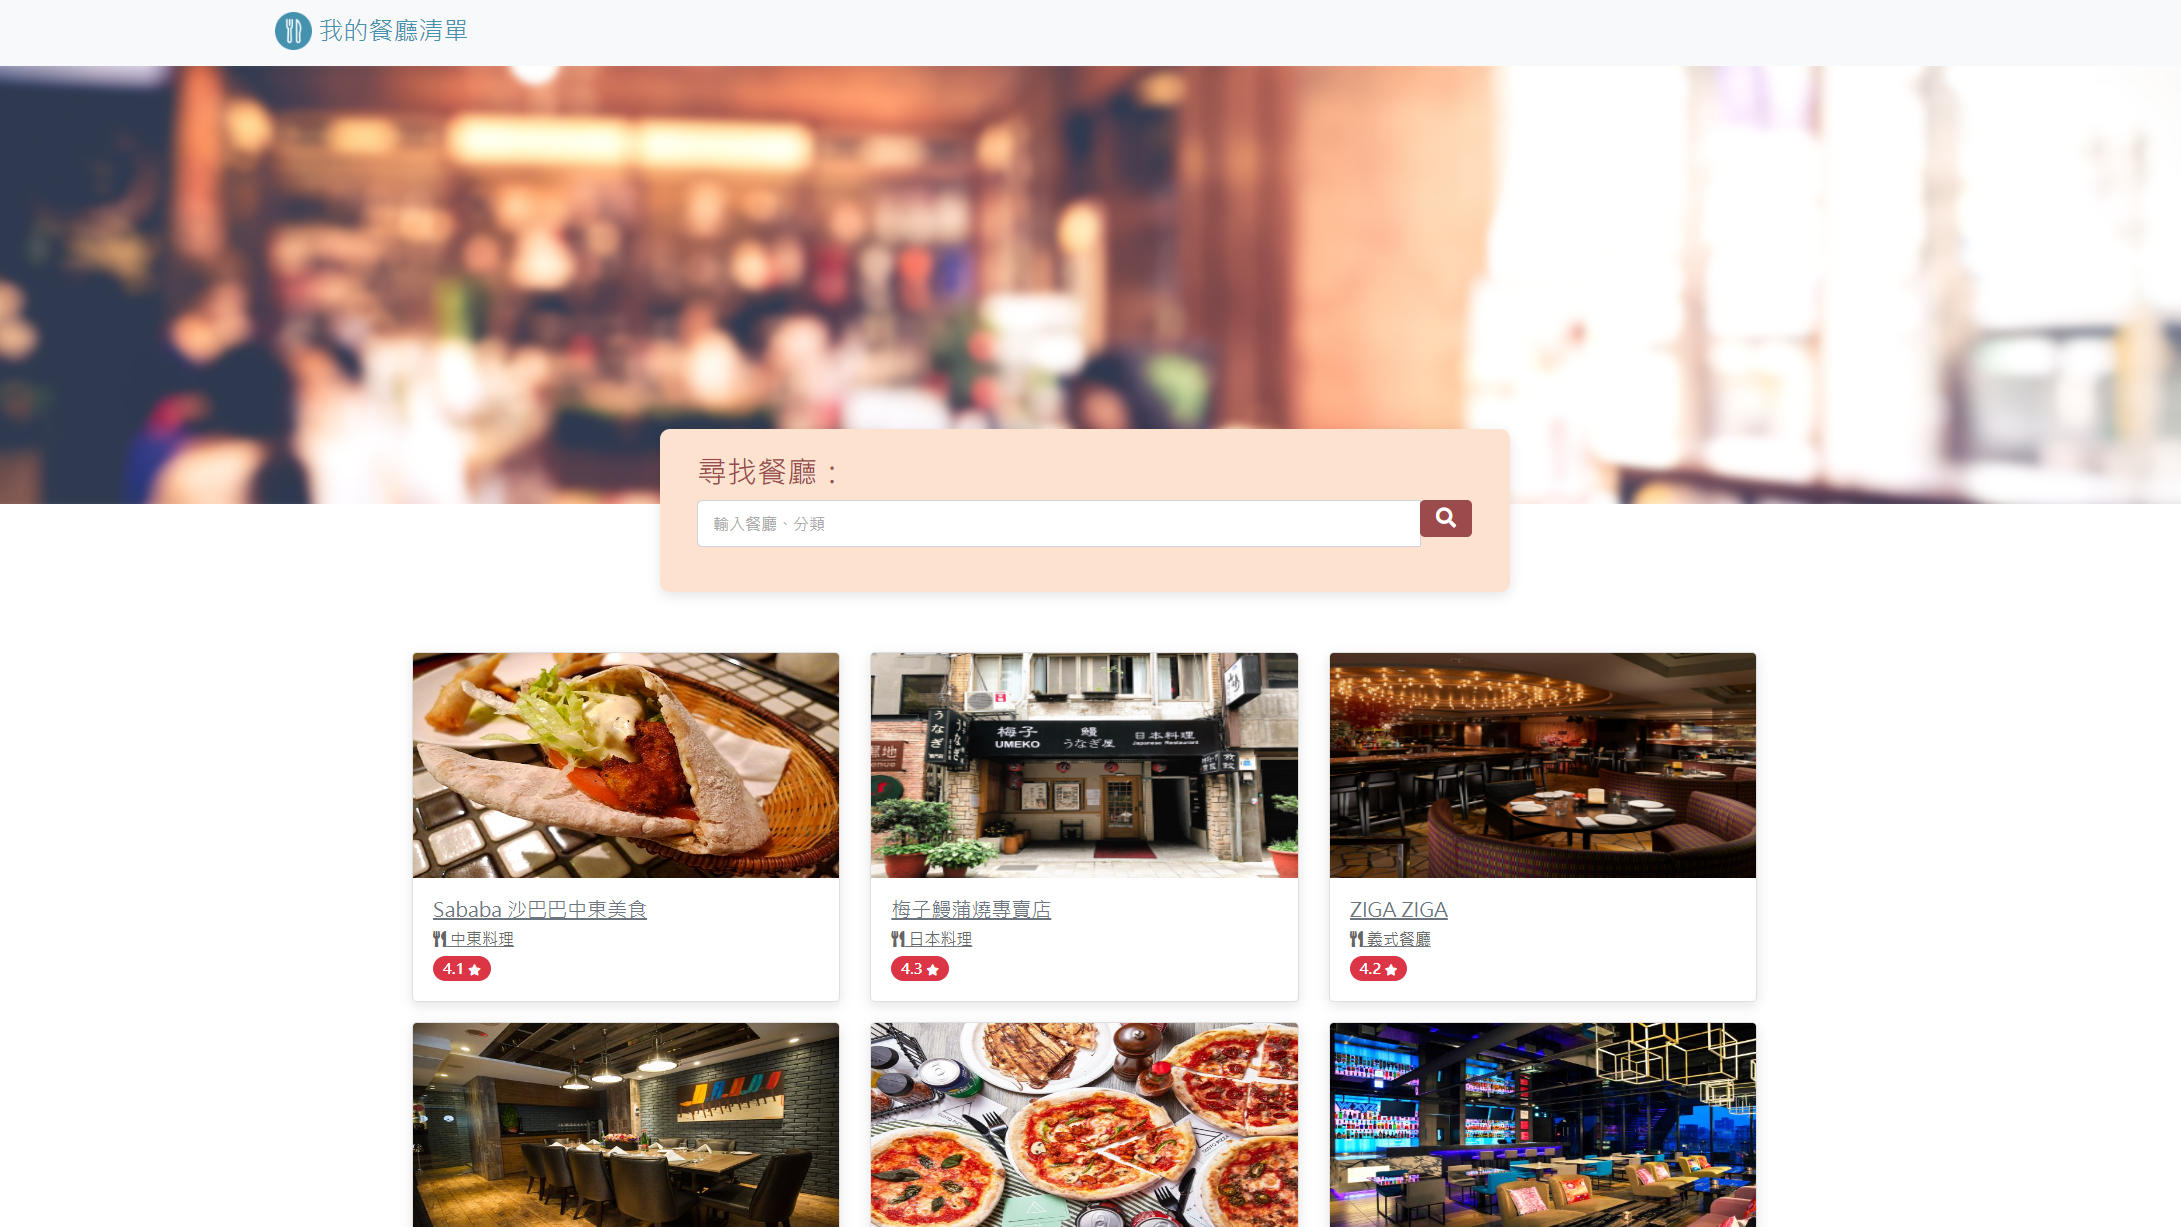 我的餐廳清單
尋找餐廳：
輸入餐廳、分類
梅子 鰻 日本料理
UMEKO うなぎ屋 Japanese Restaurant
うなぎ
Sababa 沙巴巴中東美食
中東料理
4.1
梅子鰻蒲燒專賣店
日本料理
4.3
ZIGA ZIGA
義式餐廳
4.2